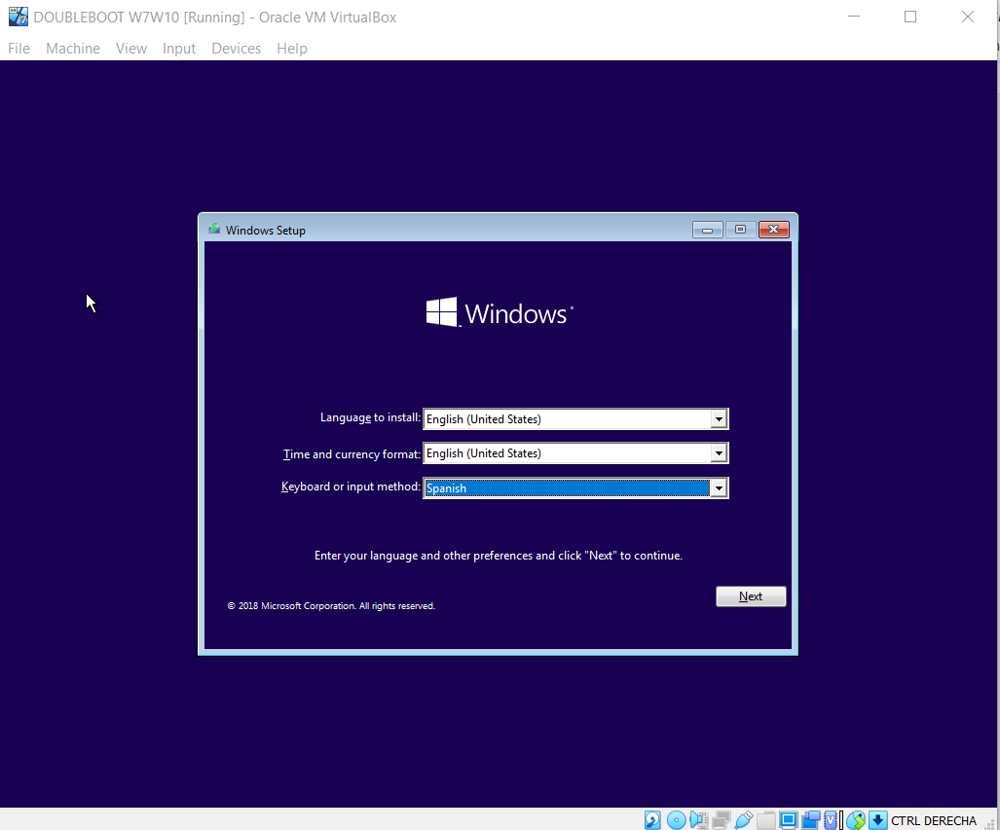 DOUBLEBOOT W7W10 [Running] - Oracle VM VirtualBox
File Machine View Input Devices Help
Windows Setup
Windows
Language to install: English (United States)
Time and currency format: English (United States)
Keyboard or input method: Spanish
Enter your language and other preferences and click "Next" to continue.
Next
© 2018 Microsoft Corporation. All rights reserved.
CTRL DERECHA